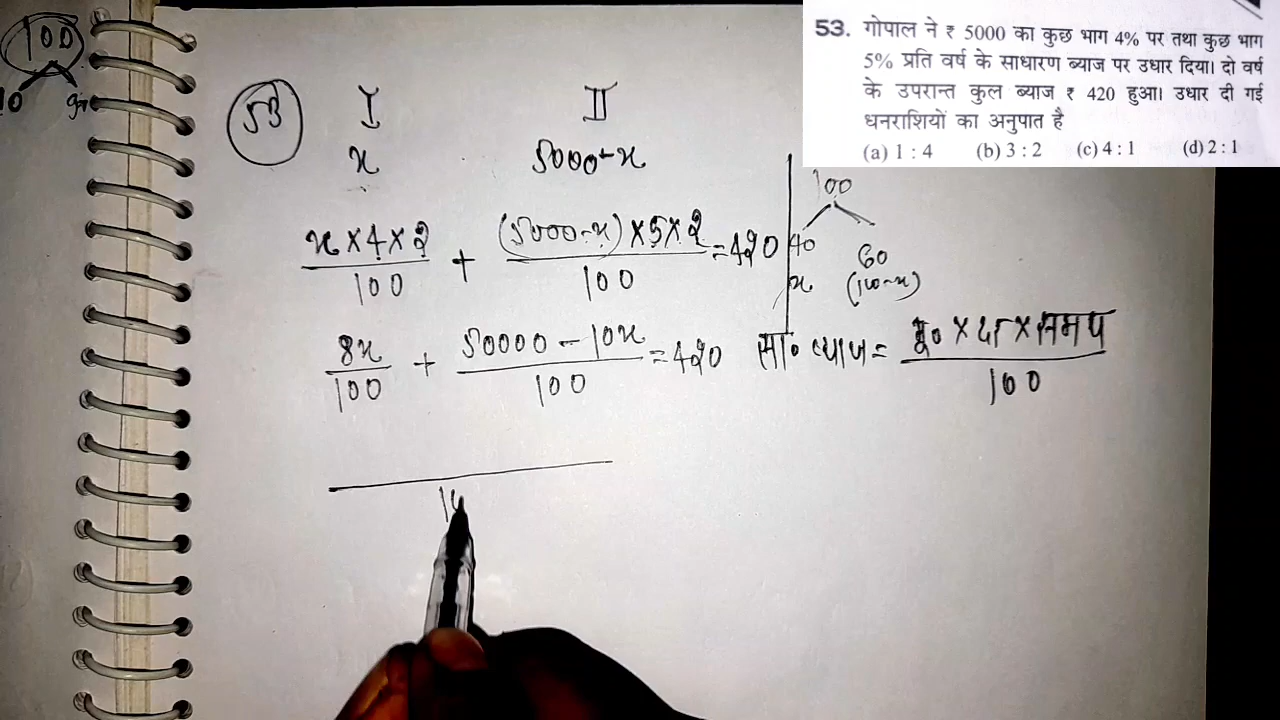 53. गोपाल ने ₹ 5000 का कुछ भाग 4% पर तथा कुछ भाग
5% प्रति वर्ष के साधारण ब्याज पर उधार दिया। दो वर्ष
के उपरान्त कुल ब्याज ₹ 420 हुआ। उधार दी गई
धनराशियों का अनुपात है
(a) 1 : 4 (b) 3 : 2 (c) 4 : 1 (d) 2 : 1
100
10 90
53 I II
x 5000-x
x×4×2/100 + (5000-x)×5×2/100 = 420
100
40 60
x (100-x)
8x/100 + 50000-10x/100 = 420
सा० ब्याज = मू०×दर×समय/100